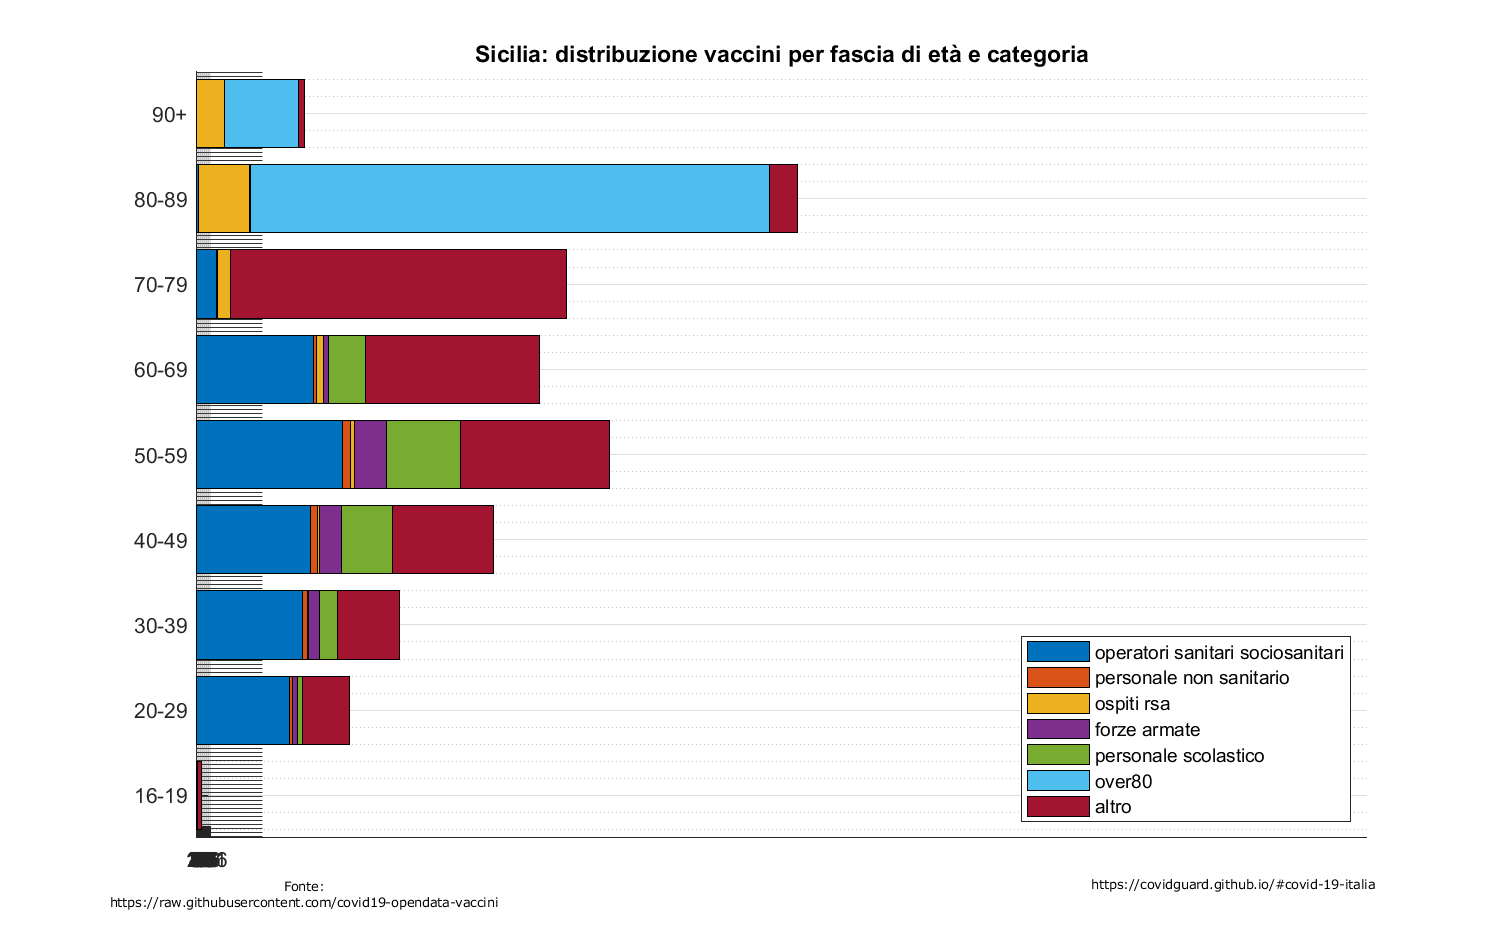 Sicilia: distribuzione vaccini per fascia di età e categoria
90+
80-89
70-79
60-69
50-59
40-49
30-39
20-29
16-19
operatori sanitari sociosanitari
personale non sanitario
ospiti rsa
forze armate
personale scolastico
over80
altro
Fonte:
https://raw.githubusercontent.com/covid19-opendata-vaccini
https://covidguard.github.io/#covid-19-italia